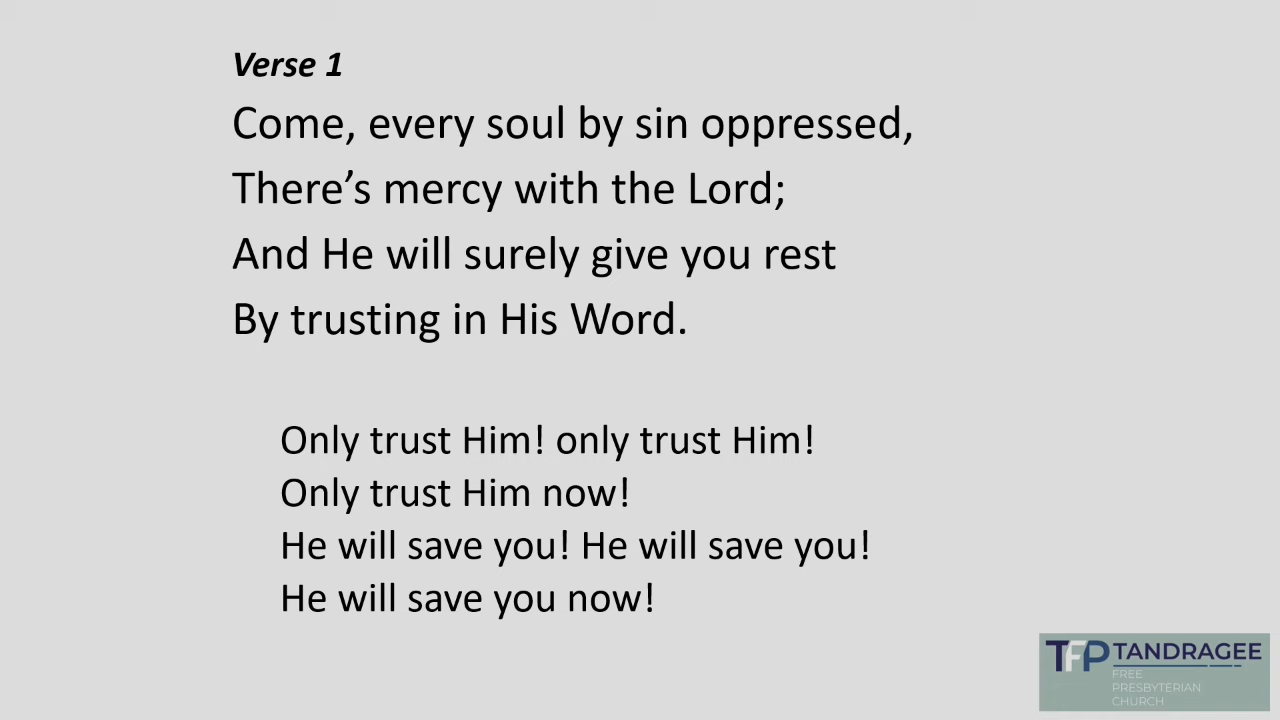 Verse 1
Come, every soul by sin oppressed,
There’s mercy with the Lord;
And He will surely give you rest
By trusting in His Word.
Only trust Him! only trust Him!
Only trust Him now!
He will save you! He will save you!
He will save you now!
TFP TANDRAGEE
FREE
PRESBYTERIAN
CHURCH